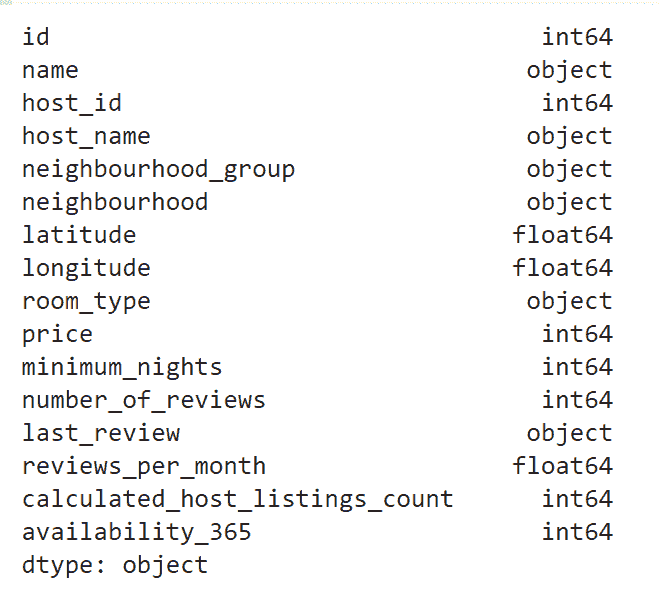 id int64
name object
host_id int64
host_name object
neighbourhood_group object
neighbourhood object
latitude float64
longitude float64
room_type object
price int64
minimum_nights int64
number_of_reviews int64
last_review object
reviews_per_month float64
calculated_host_listings_count int64
availability_365 int64
dtype: object